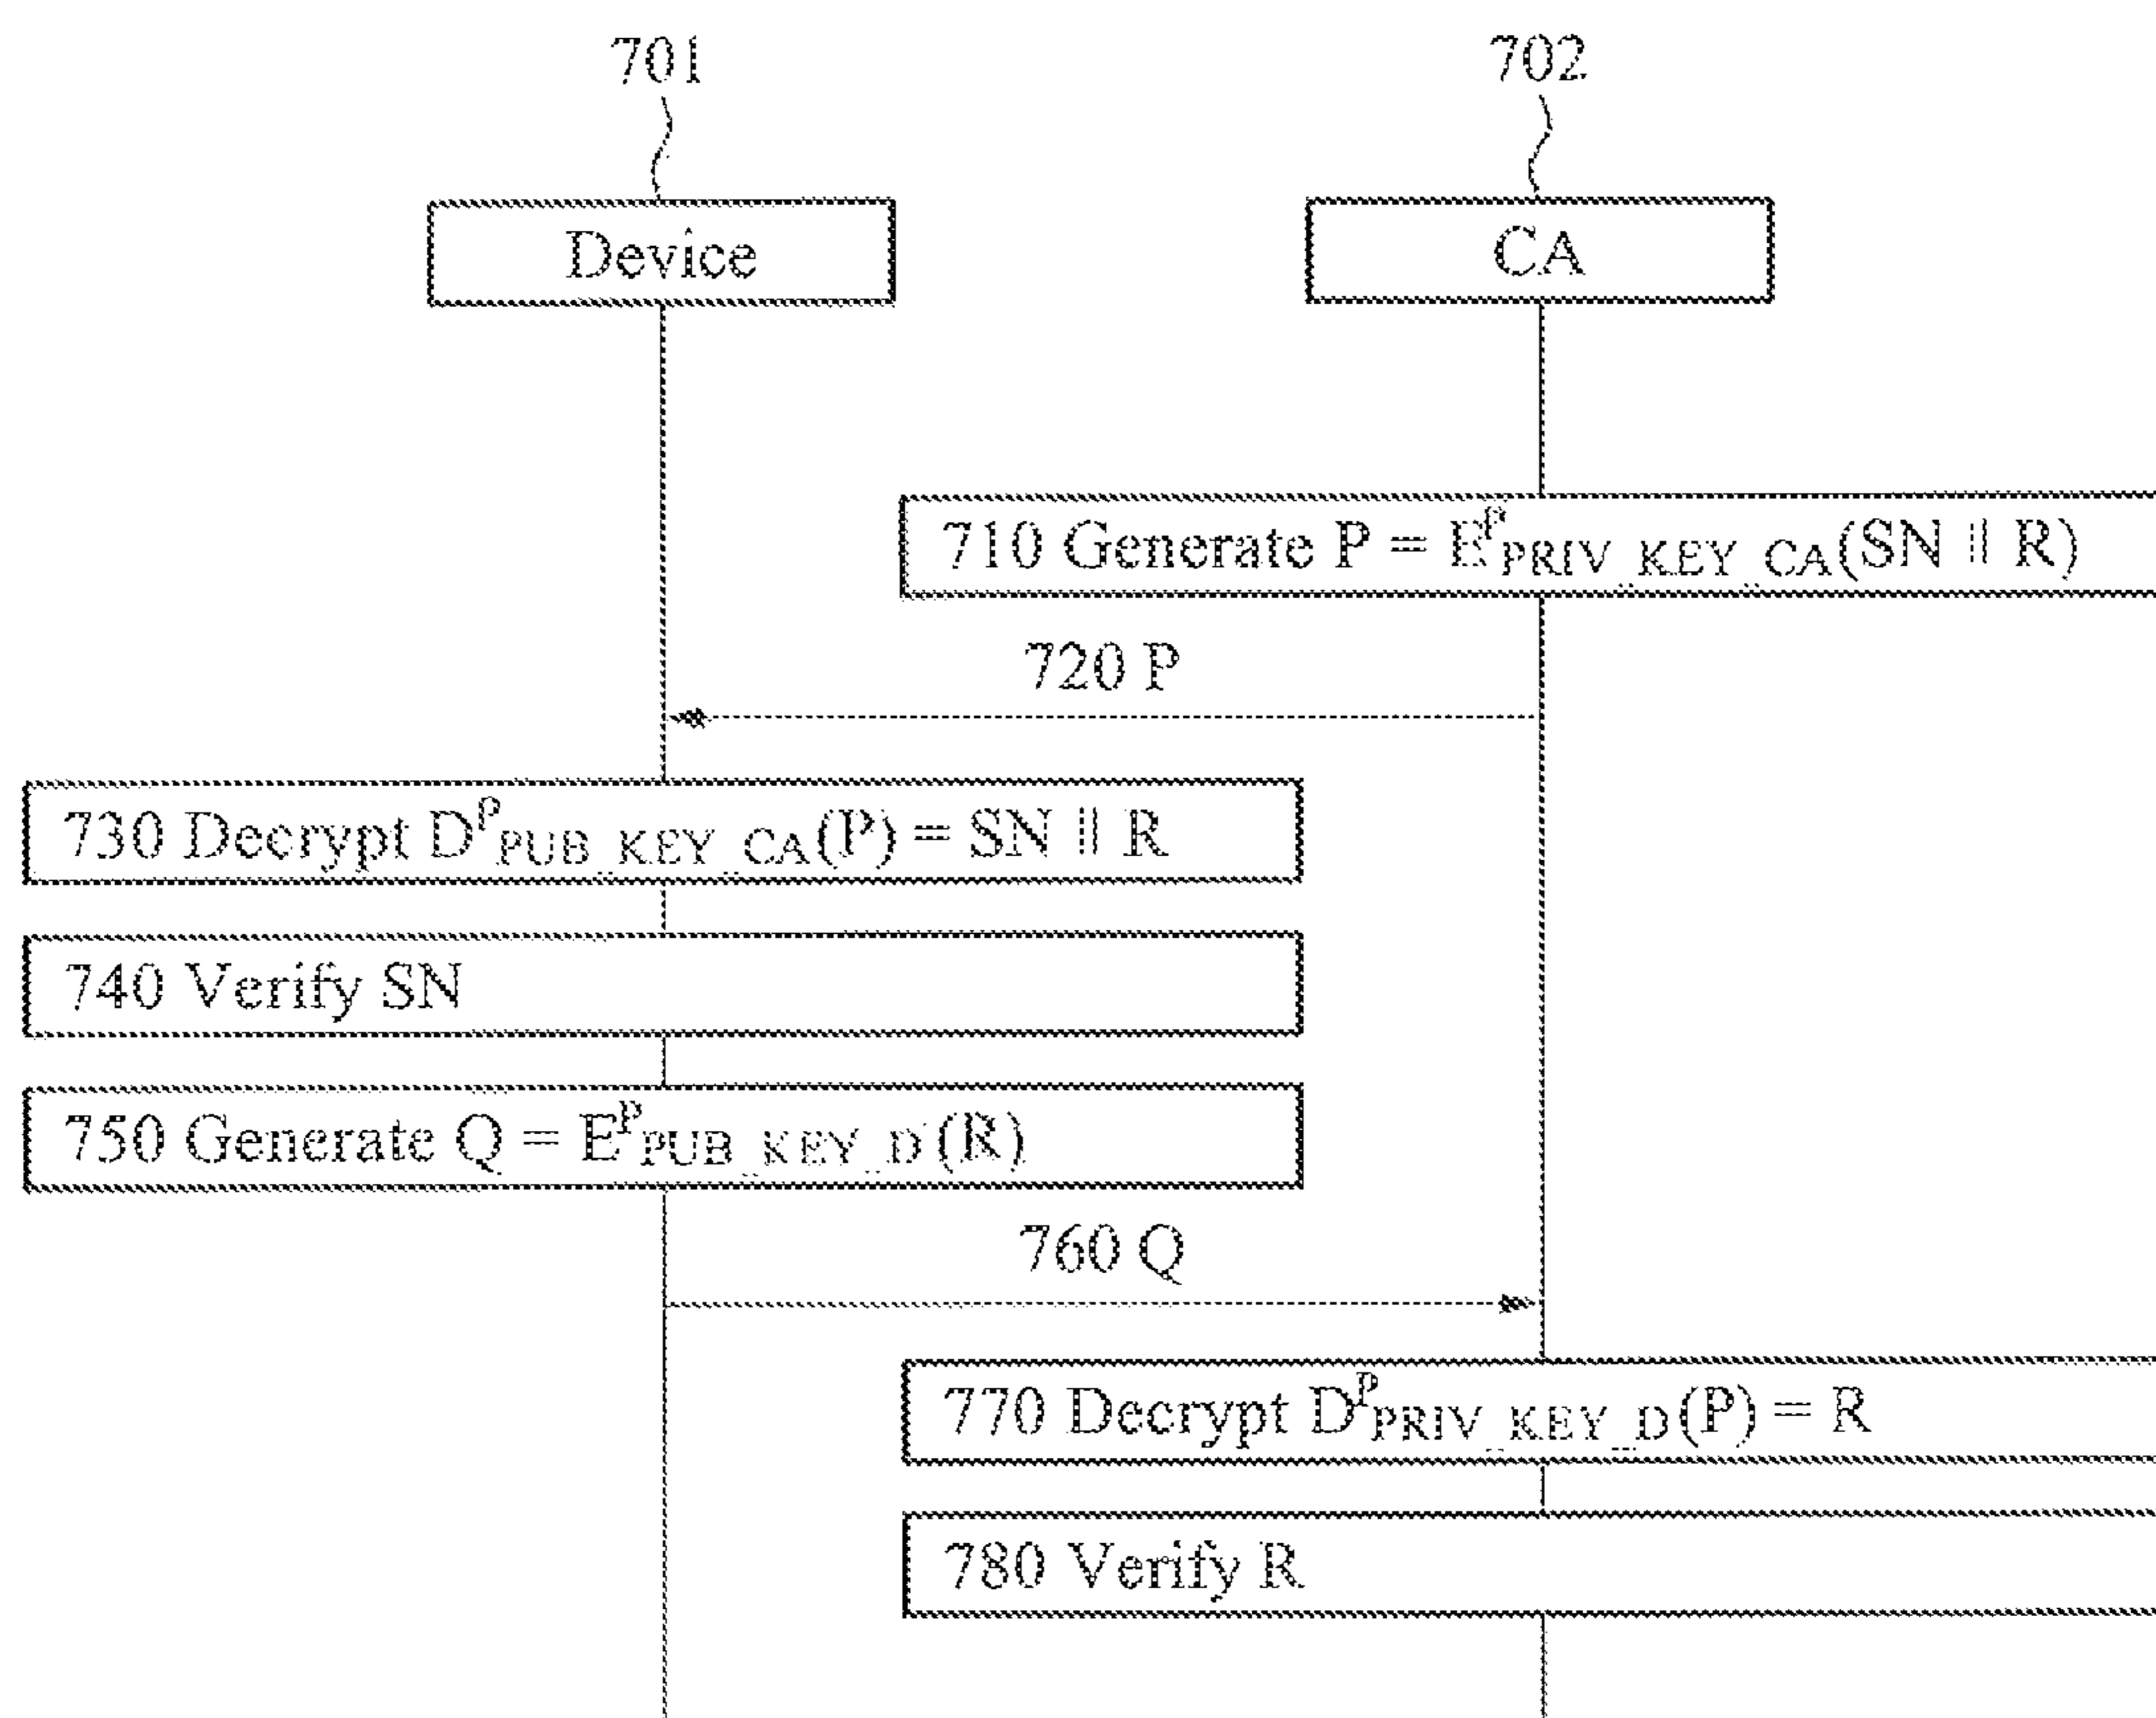 701
702
Device
CA
710 Generate P = E^P_PRIV_KEY_CA(SN || R)
720 P
730 Decrypt D^P_PUB_KEY_CA(P) = SN || R
740 Verify SN
750 Generate Q = E^P_PUB_KEY_D(R)
760 Q
770 Decrypt D^P_PRIV_KEY_D(P) = R
780 Verify R